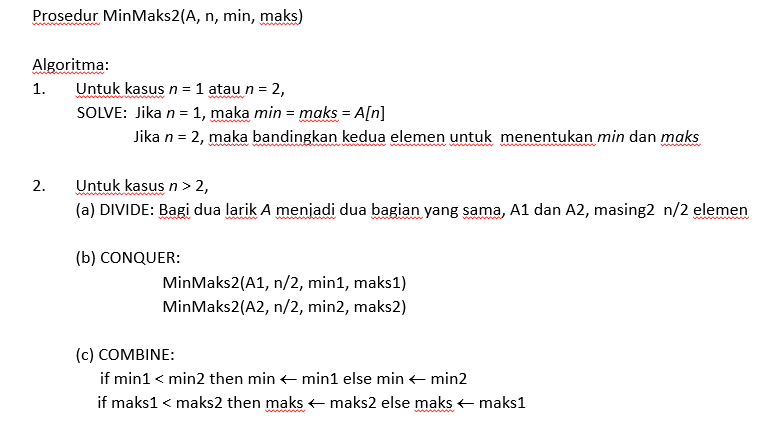 Prosedur MinMaks2(A, n, min, maks)
Algoritma:
1. Untuk kasus n = 1 atau n = 2,
SOLVE: Jika n = 1, maka min = maks = A[n]
Jika n = 2, maka bandingkan kedua elemen untuk menentukan min dan maks
2. Untuk kasus n > 2,
(a) DIVIDE: Bagi dua larik A menjadi dua bagian yang sama, A1 dan A2, masing2 n/2 elemen
(b) CONQUER:
MinMaks2(A1, n/2, min1, maks1)
MinMaks2(A2, n/2, min2, maks2)
(c) COMBINE:
if min1 < min2 then min ← min1 else min ← min2
if maks1 < maks2 then maks ← maks2 else maks ← maks1